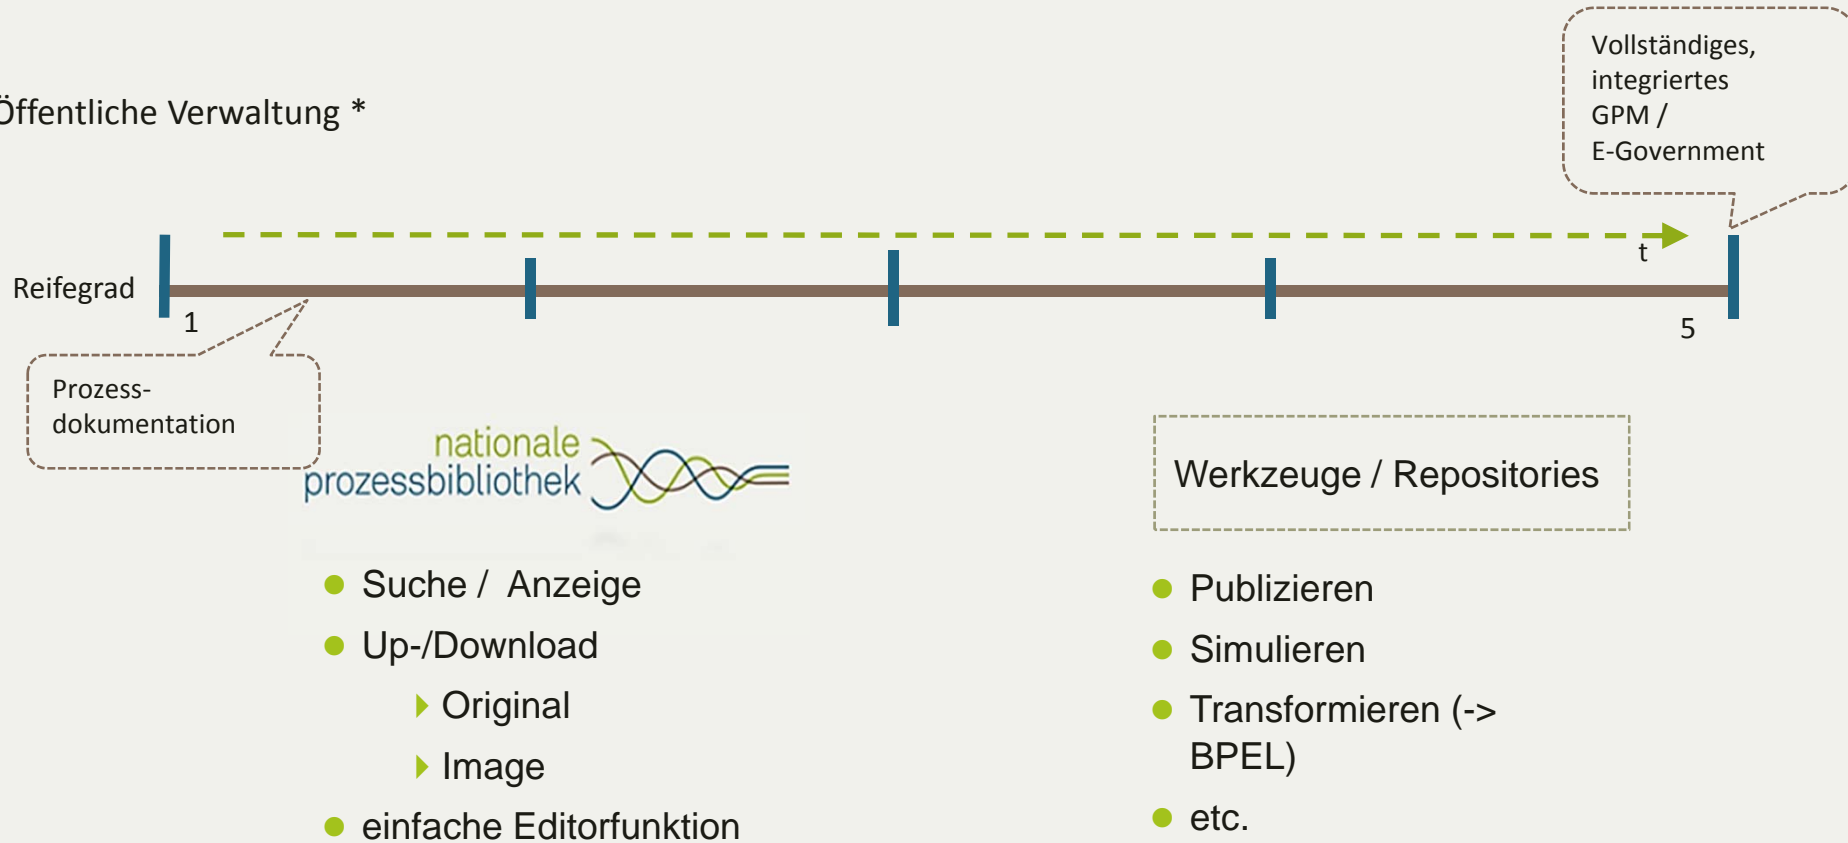 Öffentliche Verwaltung *
Vollständiges,
integriertes
GPM /
E-Government
t
Reifegrad
1
5
Prozess-
dokumentation
nationale
prozessbibliothek
Suche / Anzeige
Up-/Download
Original
Image
einfache Editorfunktion
Werkzeuge / Repositories
Publizieren
Simulieren
Transformieren (->
BPEL)
etc.